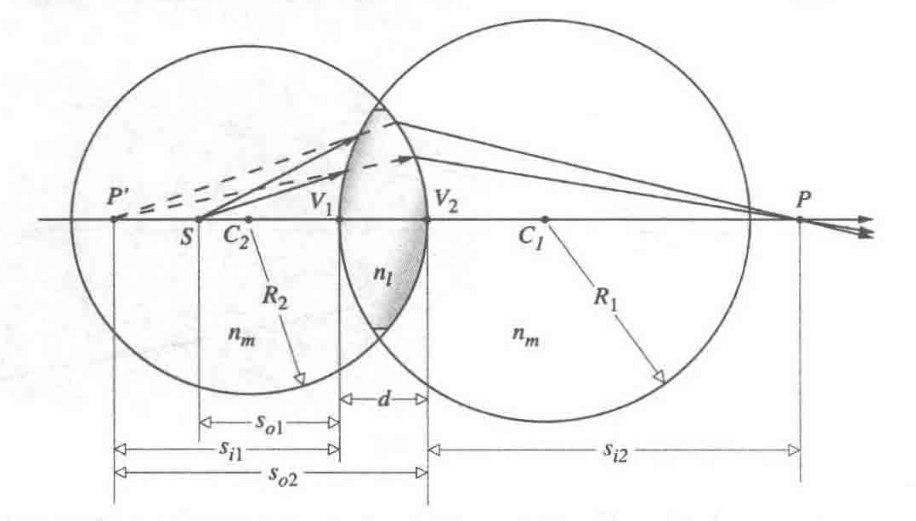 P' S C₂ V₁ V₂ C₁ P
R₂ nₗ R₁
nₘ nₘ
d
sₒ₁
sᵢ₁ sᵢ₂
sₒ₂